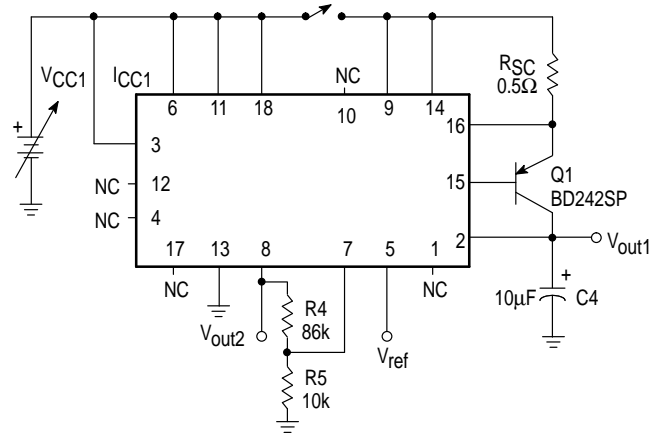 VCC1
ICC1
NC
RSC
0.5Ω
6 11 18 10 9 14
+
3
16
NC 12
NC 4
15
Q1
BD242SP
2
Vout1
17 13 8 7 5 1
NC
NC
+
10µF C4
R4
86k
Vout2
Vref
R5
10k